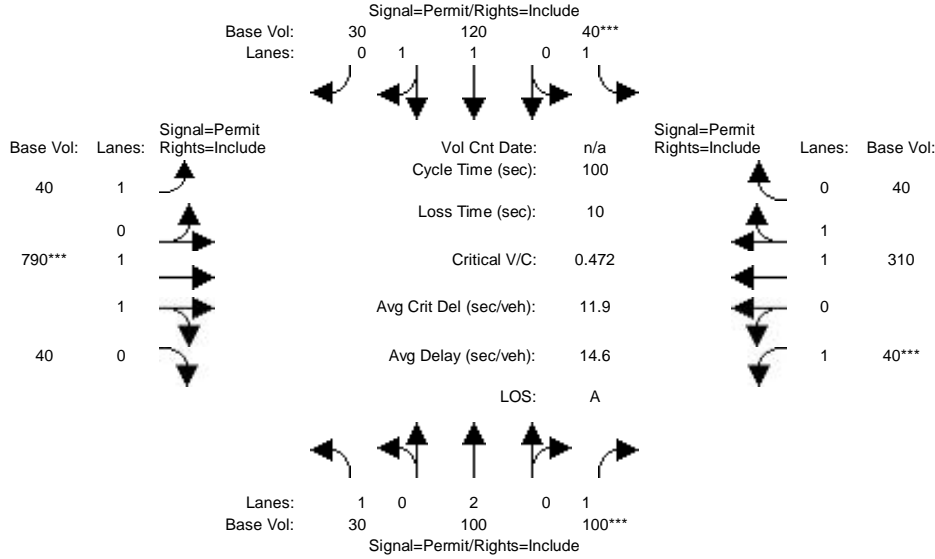 Signal=Permit/Rights=Include
Base Vol: 30 120 40***
Lanes: 0 1 1 0 1
Signal=Permit
Base Vol: Lanes: Rights=Include
Vol Cnt Date: n/a
Signal=Permit
Rights=Include Lanes: Base Vol:
Cycle Time (sec): 100
40 1
0 40
Loss Time (sec): 10
0
1
790*** 1
Critical V/C: 0.472
1 310
1
Avg Crit Del (sec/veh): 11.9
0
40 0
Avg Delay (sec/veh): 14.6
1 40***
LOS: A
Lanes: 1 0 2 0 1
Base Vol: 30 100 100***
Signal=Permit/Rights=Include